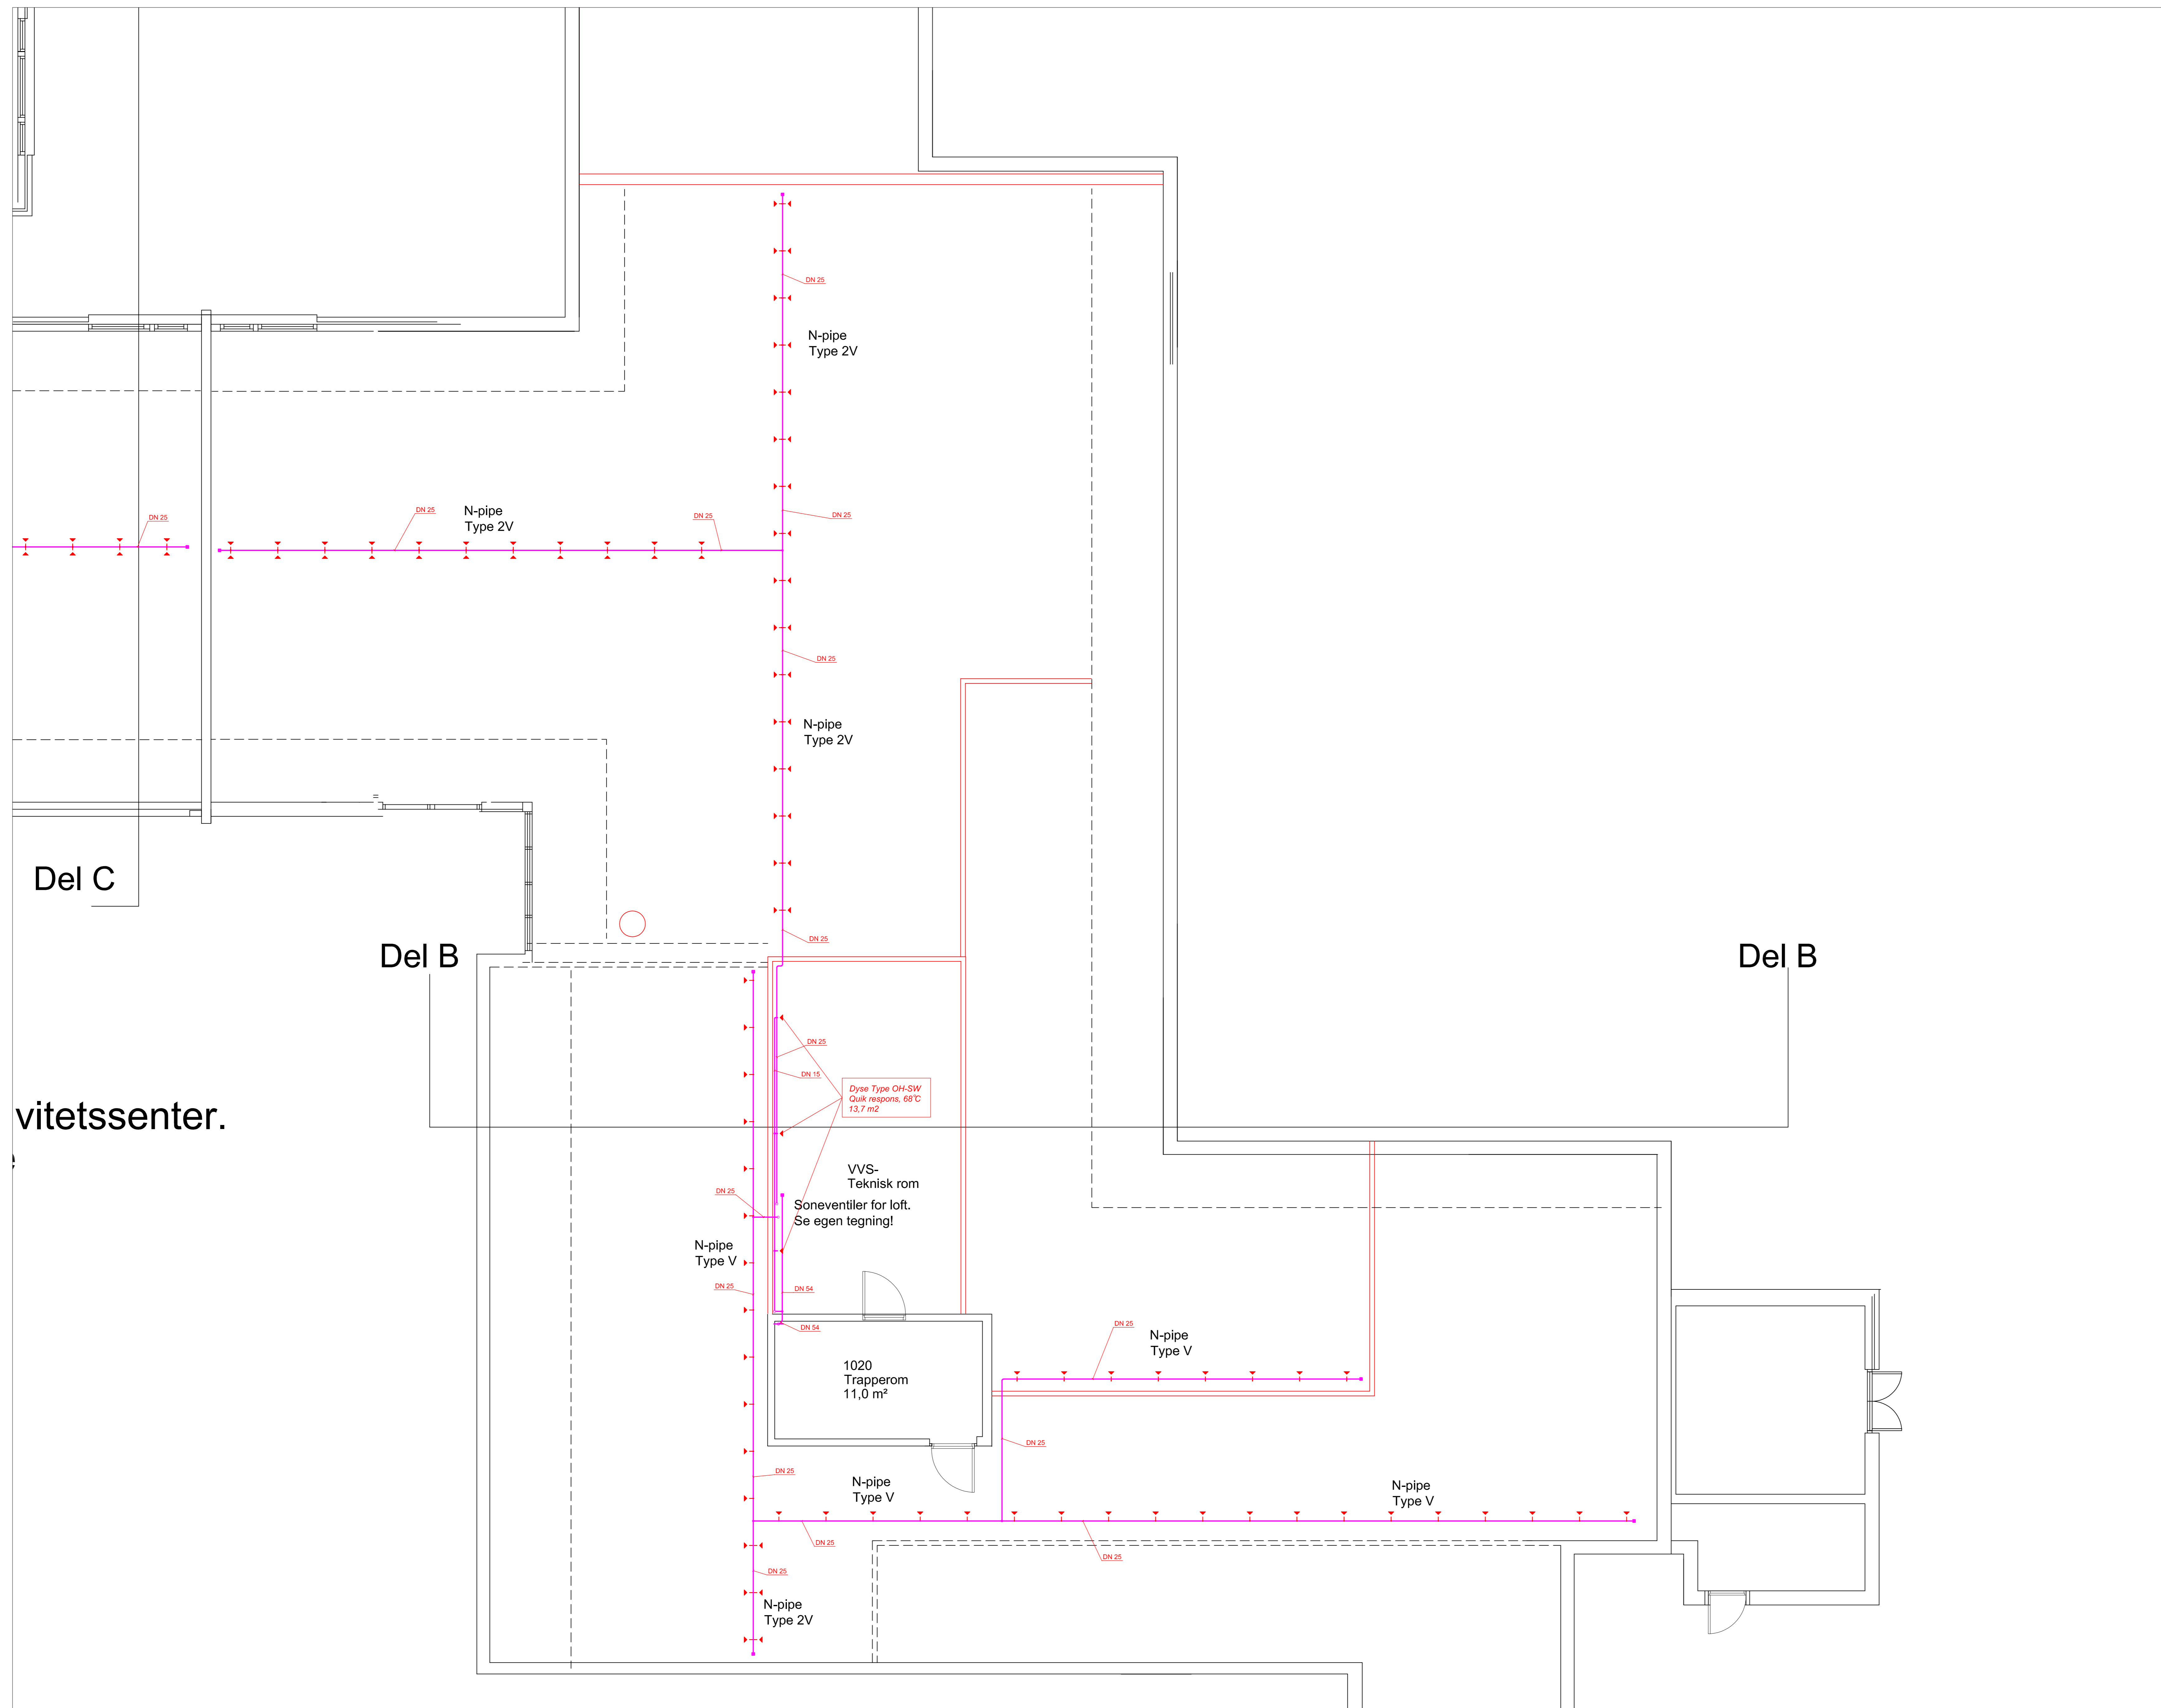 DN 25
N-pipe
Type 2V
DN 25
N-pipe
Type 2V
DN 25
DN 25
DN 25
DN 25
N-pipe
Type 2V
Del C
DN 25
Del B
Del B
DN 25
DN 15
Dyse Type OH-SW
Quik respons, 68°C
13,7 m2
vitetssenter.
VVS-
Teknisk rom
Soneventiler for loft.
Se egen tegning!
DN 25
N-pipe
Type V
DN 25
DN 54
DN 54
DN 25
N-pipe
Type V
1020
Trapperom
11,0 m²
DN 25
DN 25
N-pipe
Type V
N-pipe
Type V
DN 25
DN 25
DN 25
N-pipe
Type 2V